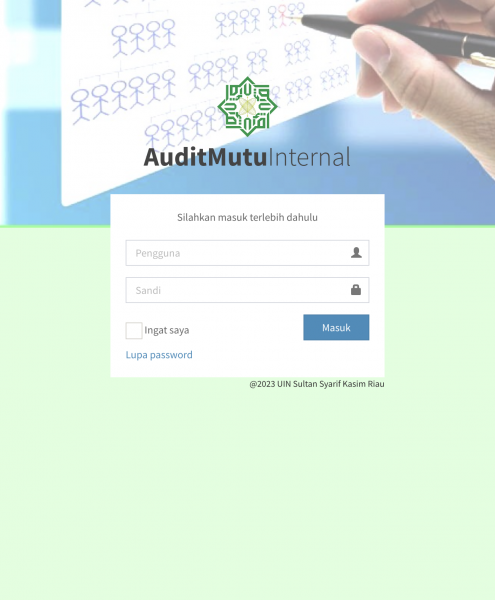 AuditMutuInternal
Silahkan masuk terlebih dahulu
Pengguna
Sandi
Ingat saya
Masuk
Lupa password
@2023 UIN Sultan Syarif Kasim Riau